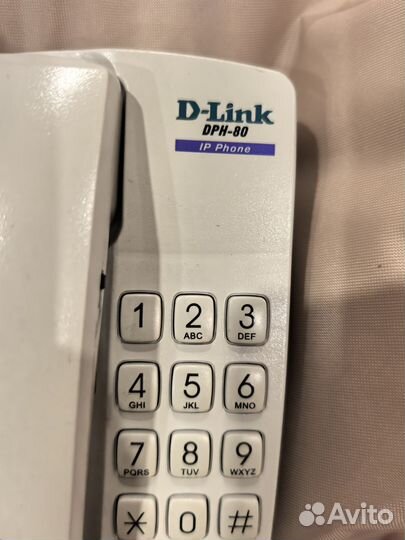 D-Link
DPH-80
IP Phone
1 2 3
ABC DEF
4 5 6
GHI JKL MNO
7 8 9
PQRS TUV WXYZ
* 0 #
Avito